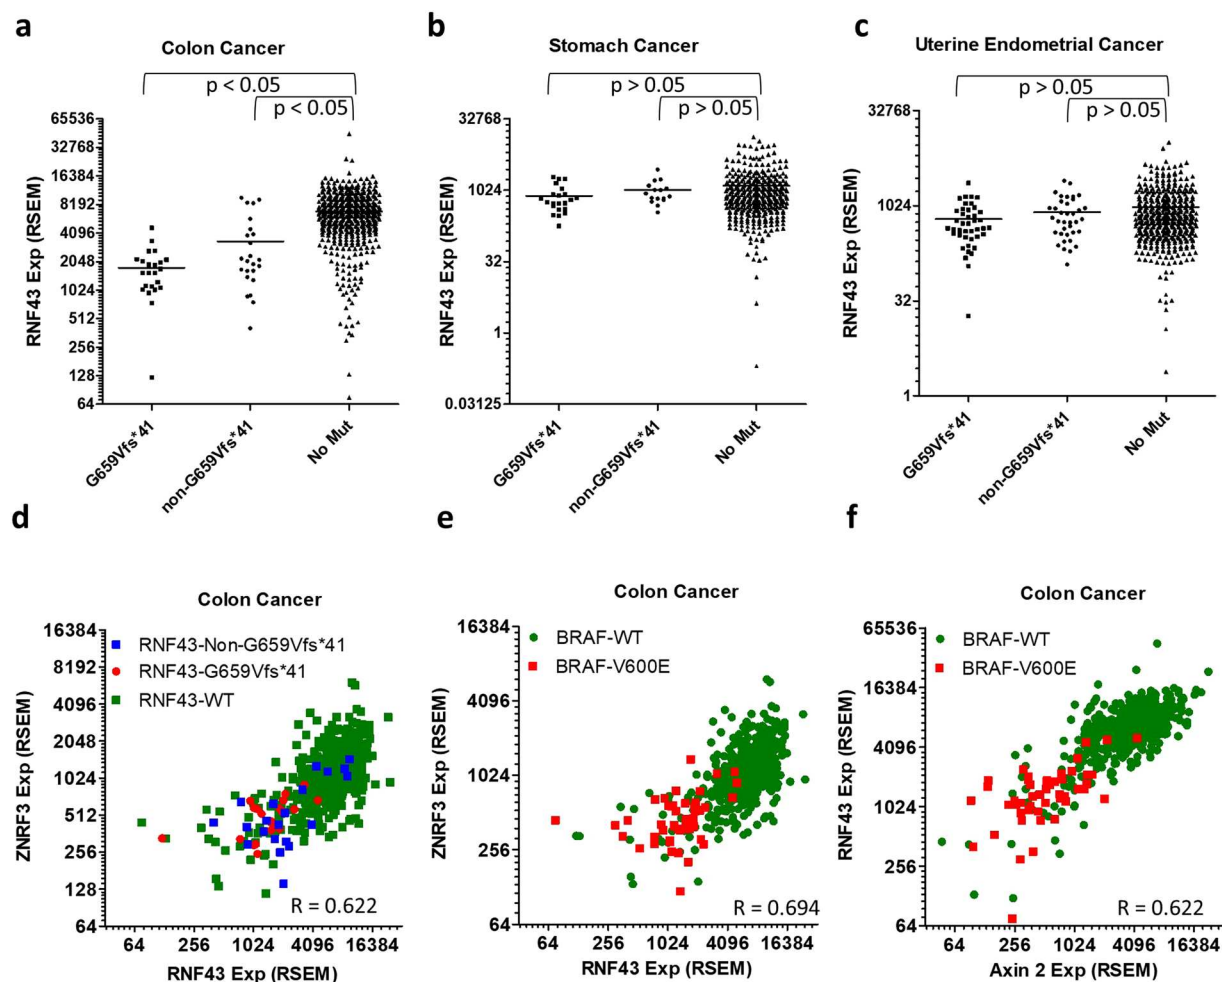 a
Colon Cancer
p < 0.05
p < 0.05
65536
32768
16384
8192
4096
2048
1024
512
256
128
64
RNF43 Exp (RSEM)
G659Vfs*41
non-G659Vfs*41
No Mut
b
Stomach Cancer
p > 0.05
p > 0.05
32768
1024
32
1
0.03125
RNF43 Exp (RSEM)
G659Vfs*41
non-G659Vfs*41
No Mut
c
Uterine Endometrial Cancer
p > 0.05
p > 0.05
32768
1024
32
1
RNF43 Exp (RSEM)
G659Vfs*41
non-G659Vfs*41
No Mut
d
Colon Cancer
16384
8192
4096
2048
1024
512
256
128
64
ZNRF3 Exp (RSEM)
RNF43-Non-G659Vfs*41
RNF43-G659Vfs*41
RNF43-WT
R = 0.622
64 256 1024 4096 16384
RNF43 Exp (RSEM)
e
Colon Cancer
16384
4096
1024
256
64
ZNRF3 Exp (RSEM)
BRAF-WT
BRAF-V600E
R = 0.694
64 256 1024 4096 16384
RNF43 Exp (RSEM)
f
Colon Cancer
65536
16384
4096
1024
256
64
RNF43 Exp (RSEM)
BRAF-WT
BRAF-V600E
R = 0.622
64 256 1024 4096 16384
Axin 2 Exp (RSEM)